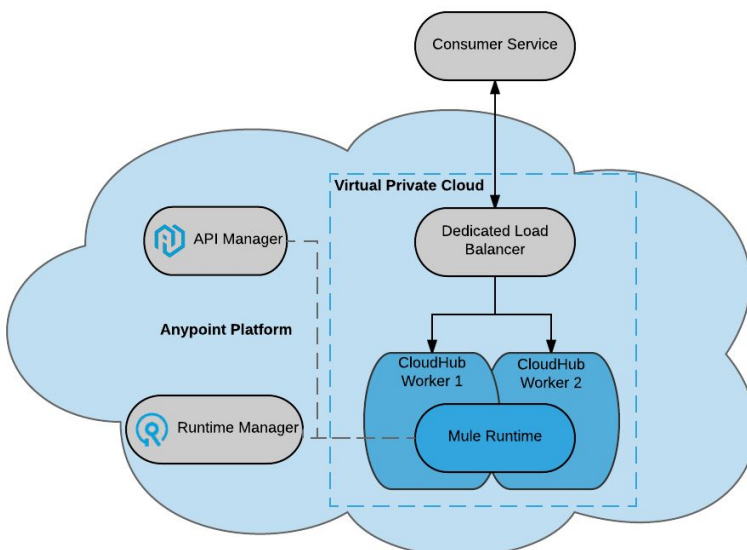 Consumer Service
Virtual Private Cloud
Dedicated Load
Balancer
API Manager
Anypoint Platform
CloudHub
Worker 1
CloudHub
Worker 2
Runtime Manager
Mule Runtime